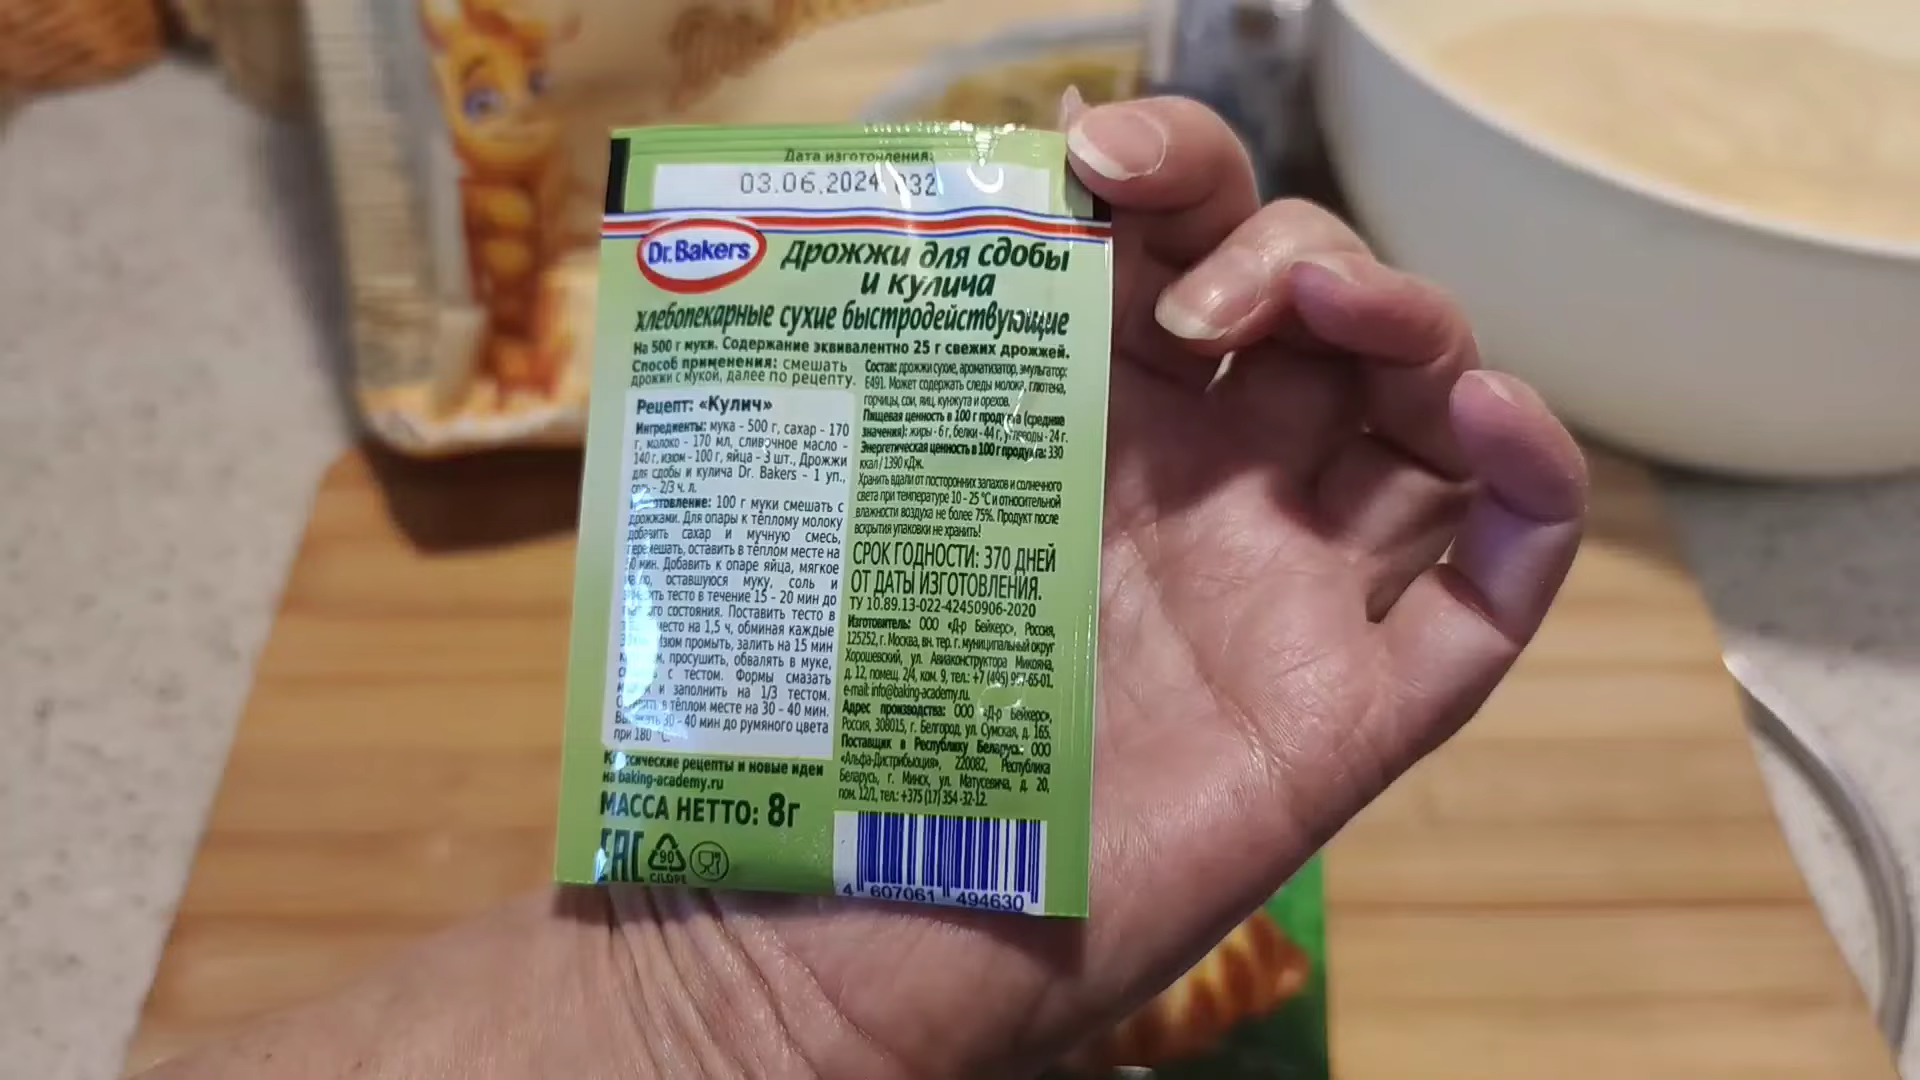 Дата изготовления:
03.06.2024 032
Dr. Bakers
Дрожжи для сдобы
и кулича
хлебопекарные сухие быстродействующие
На 500 г муки. Содержание эквивалентно 25 г свежих дрожжей.
Способ применения: смешать
дрожжи с мукой, далее по рецепту.
Рецепт: «Кулич»
Ингредиенты: мука - 500 г, сахар - 170
г, молоко - 170 мл, сливочное масло -
140 г, изюм - 100 г, яйца - 3 шт., Дрожжи
для сдобы и кулича Dr. Bakers - 1 уп.,
соль - 2/3 ч. л.
100 г муки смешать с
дрожжами. Для опары к тёплому молоку
добавить сахар и мучную смесь,
перемешать, оставить в тёплом месте на
мин. Добавить к опаре яйца, мягкое
оставшуюся муку, соль и
тесто в течение 15 - 20 мин до
состояния. Поставить тесто в
место на 1,5 ч, обминая каждые
Изюм промыть, залить на 15 мин
просушить, обвалять в муке,
с тестом. Формы смазать
и заполнить на 1/3 тестом.
в тёплом месте на 30 - 40 мин.
30 - 40 мин до румяного цвета
при 180 °C.
Классические рецепты и новые идеи
на baking-academy.ru
МАССА НЕТТО: 8г
EAC
90
C/LDPE
Состав: дрожжи сухие, ароматизатор, эмульгатор:
E491. Может содержать следы молока, глютена,
горчицы, сои, яиц, кунжута и орехов.
Пищевая ценность в 100 г продукта (средние
значения): жиры - 6 г, белки - 44 г, углеводы - 24 г.
Энергетическая ценность в 100 г продукта: 330
ккал / 1390 кДж.
Хранить вдали от посторонних запахов и солнечного
света при температуре 10 - 25 °C и относительной
влажности воздуха не более 75%. Продукт после
вскрытия упаковки не хранить!
СРОК ГОДНОСТИ: 370 ДНЕЙ
ОТ ДАТЫ ИЗГОТОВЛЕНИЯ.
ТУ 10.89.13-022-42450906-2020
Изготовитель: ООО «Д-р Бейкерс», Россия,
125252, г. Москва, вн. тер. г. муниципальный округ
Хорошевский, ул. Авиаконструктора Микояна,
д. 12, помещ. 2/4, ком. 9, тел.: +7 (495) 967-65-01,
e-mail: info@baking-academy.ru.
Адрес производства: ООО «Д-р Бейкерс»,
Россия, 308015, г. Белгород, ул. Сумская, д. 165.
Поставщик в Республику Беларусь: ООО
«Альфа-Дистрибьюция», 220082, Республика
Беларусь, г. Минск, ул. Матусевича, д. 20,
пом. 12/1, тел.: +375 (17) 354-32-12.
4 607061 494630